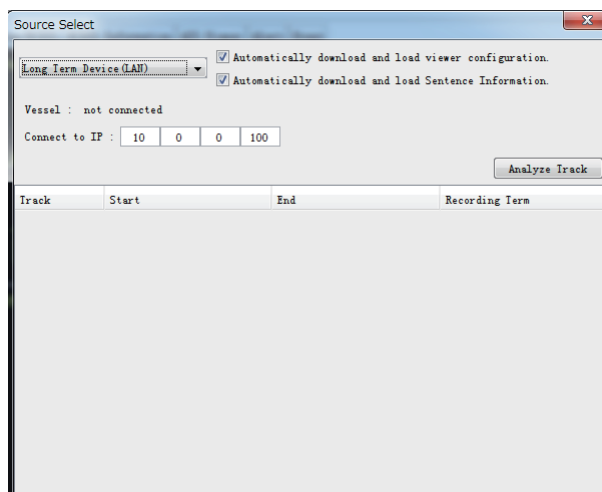 Source Select
Long Term Device(LAN)
Automatically download and load viewer configuration.
Automatically download and load Sentence Information.
Vessel : not connected
Connect to IP : 10 0 0 100
Analyze Track
Track Start End Recording Term